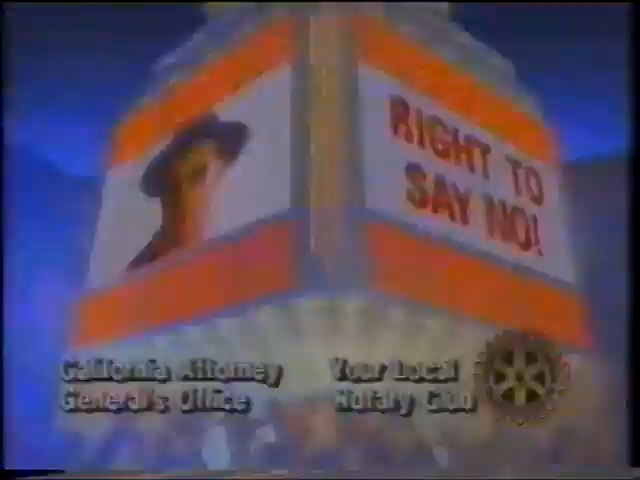 RIGHT TO
SAY NO!
California Attorney
General's Office
Your Local
Rotary Club